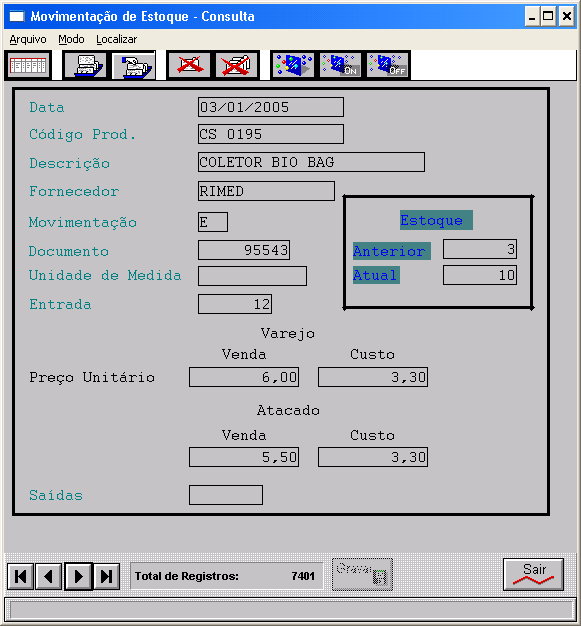 Movimentação de Estoque - Consulta
Arquivo Modo Localizar
ON OFF
Data 03/01/2005
Código Prod. CS 0195
Descrição COLETOR BIO BAG
Fornecedor RIMED
Movimentação E
Estoque
Documento 95543
Anterior 3
Unidade de Medida
Atual 10
Entrada 12
Varejo
Venda Custo
Preço Unitário 6,00 3,30
Atacado
Venda Custo
5,50 3,30
Saídas
Total de Registros: 7401
Gravar
Sair